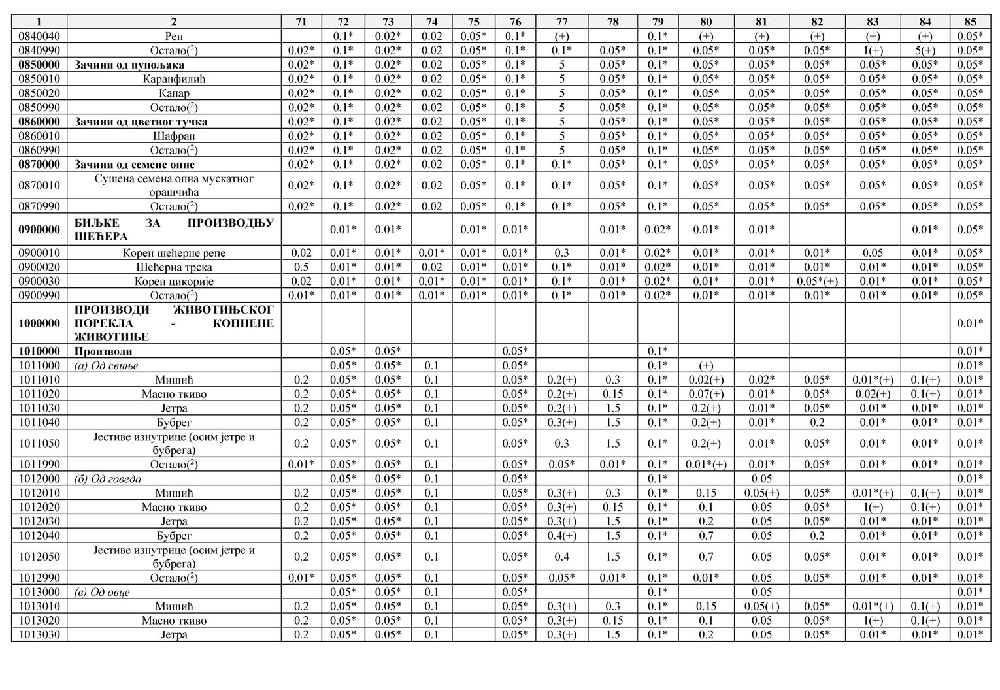 1 2 71 72 73 74 75 76 77 78 79 80 81 82 83 84 85
0840040 Рен 0.1* 0.02* 0.02 0.05* 0.1* (+) 0.1* (+) (+) (+) (+) (+) 0.05*
0840990 Остало(2) 0.02* 0.1* 0.02* 0.02 0.05* 0.1* 0.1* 0.05* 0.1* 0.05* 0.05* 0.05* 1(+) 5(+) 0.05*
0850000 Зачини од пупољака 0.02* 0.1* 0.02* 0.02 0.05* 0.1* 5 0.05* 0.1* 0.05* 0.05* 0.05* 0.05* 0.05* 0.05*
0850010 Каранфилић 0.02* 0.1* 0.02* 0.02 0.05* 0.1* 5 0.05* 0.1* 0.05* 0.05* 0.05* 0.05* 0.05* 0.05*
0850020 Капар 0.02* 0.1* 0.02* 0.02 0.05* 0.1* 5 0.05* 0.1* 0.05* 0.05* 0.05* 0.05* 0.05* 0.05*
0850990 Остало(2) 0.02* 0.1* 0.02* 0.02 0.05* 0.1* 5 0.05* 0.1* 0.05* 0.05* 0.05* 0.05* 0.05* 0.05*
0860000 Зачини од цветног тучка 0.02* 0.1* 0.02* 0.02 0.05* 0.1* 5 0.05* 0.1* 0.05* 0.05* 0.05* 0.05* 0.05* 0.05*
0860010 Шафран 0.02* 0.1* 0.02* 0.02 0.05* 0.1* 5 0.05* 0.1* 0.05* 0.05* 0.05* 0.05* 0.05* 0.05*
0860990 Остало(2) 0.02* 0.1* 0.02* 0.02 0.05* 0.1* 5 0.05* 0.1* 0.05* 0.05* 0.05* 0.05* 0.05* 0.05*
0870000 Зачини од семене опне 0.02* 0.1* 0.02* 0.02 0.05* 0.1* 0.1* 0.05* 0.1* 0.05* 0.05* 0.05* 0.05* 0.05* 0.05*
0870010 Сушена семена опна мускатног
орашчића 0.02* 0.1* 0.02* 0.02 0.05* 0.1* 0.1* 0.05* 0.1* 0.05* 0.05* 0.05* 0.05* 0.05* 0.05*
0870990 Остало(2) 0.02* 0.1* 0.02* 0.02 0.05* 0.1* 0.1* 0.05* 0.1* 0.05* 0.05* 0.05* 0.05* 0.05* 0.05*
0900000 БИЉКЕ ЗА ПРОИЗВОДЊУ
ШЕЋЕРА 0.01* 0.01* 0.01* 0.01* 0.01* 0.02* 0.01* 0.01* 0.01* 0.05*
0900010 Корен шећерне репе 0.02 0.01* 0.01* 0.01* 0.01* 0.01* 0.3 0.01* 0.02* 0.01* 0.01* 0.01* 0.05 0.01* 0.05*
0900020 Шећерна трска 0.5 0.01* 0.01* 0.02 0.01* 0.01* 0.1* 0.01* 0.02* 0.01* 0.01* 0.01* 0.01* 0.01* 0.05*
0900030 Корен цикорије 0.02 0.01* 0.01* 0.01* 0.01* 0.01* 0.1* 0.01* 0.02* 0.01* 0.01* 0.05*(+) 0.01* 0.01* 0.05*
0900990 Остало(2) 0.01* 0.01* 0.01* 0.01* 0.01* 0.01* 0.1* 0.01* 0.02* 0.01* 0.01* 0.01* 0.01* 0.01* 0.05*
1000000 ПРОИЗВОДИ ЖИВОТИЊСКОГ
ПОРЕКЛА - КОПНЕНЕ
ЖИВОТИЊЕ 0.01*
1010000 Производи 0.05* 0.05* 0.05* 0.1* 0.01*
1011000 (а) Од свиње 0.05* 0.05* 0.1 0.05* 0.1* (+) 0.01*
1011010 Мишић 0.2 0.05* 0.05* 0.1 0.05* 0.2(+) 0.3 0.1* 0.02(+) 0.02* 0.05* 0.01*(+) 0.1(+) 0.01*
1011020 Масно ткиво 0.2 0.05* 0.05* 0.1 0.05* 0.2(+) 0.15 0.1* 0.07(+) 0.01* 0.05* 0.02(+) 0.1(+) 0.01*
1011030 Јетра 0.2 0.05* 0.05* 0.1 0.05* 0.2(+) 1.5 0.1* 0.2(+) 0.01* 0.05* 0.01* 0.01* 0.01*
1011040 Бубрег 0.2 0.05* 0.05* 0.1 0.05* 0.3(+) 1.5 0.1* 0.2(+) 0.01* 0.2 0.01* 0.01* 0.01*
1011050 Јестиве изнутрице (осим јетре и
бубрега) 0.2 0.05* 0.05* 0.1 0.05* 0.3 1.5 0.1* 0.2(+) 0.01* 0.05* 0.01* 0.01* 0.01*
1011990 Остало(2) 0.01* 0.05* 0.05* 0.1 0.05* 0.05* 0.01* 0.1* 0.01*(+) 0.01* 0.05* 0.01* 0.01* 0.01*
1012000 (б) Од говеда 0.05* 0.05* 0.1 0.05* 0.1* 0.05 0.01*
1012010 Мишић 0.2 0.05* 0.05* 0.1 0.05* 0.3(+) 0.3 0.1* 0.15 0.05(+) 0.05* 0.01*(+) 0.1(+) 0.01*
1012020 Масно ткиво 0.2 0.05* 0.05* 0.1 0.05* 0.3(+) 0.15 0.1* 0.1 0.05 0.05* 1(+) 0.1(+) 0.01*
1012030 Јетра 0.2 0.05* 0.05* 0.1 0.05* 0.3(+) 1.5 0.1* 0.2 0.05 0.05* 0.01* 0.01* 0.01*
1012040 Бубрег 0.2 0.05* 0.05* 0.1 0.05* 0.4(+) 1.5 0.1* 0.7 0.05 0.2 0.01* 0.01* 0.01*
1012050 Јестиве изнутрице (осим јетре и
бубрега) 0.2 0.05* 0.05* 0.1 0.05* 0.4 1.5 0.1* 0.7 0.05 0.05* 0.01* 0.01* 0.01*
1012990 Остало(2) 0.01* 0.05* 0.05* 0.1 0.05* 0.05* 0.01* 0.1* 0.01* 0.05 0.05* 0.01* 0.01* 0.01*
1013000 (в) Од овце 0.05* 0.05* 0.1 0.05* 0.1* 0.05 0.01*
1013010 Мишић 0.2 0.05* 0.05* 0.1 0.05* 0.3(+) 0.3 0.1* 0.15 0.05(+) 0.05* 0.01*(+) 0.1(+) 0.01*
1013020 Масно ткиво 0.2 0.05* 0.05* 0.1 0.05* 0.3(+) 0.15 0.1* 0.1 0.05 0.05* 1(+) 0.1(+) 0.01*
1013030 Јетра 0.2 0.05* 0.05* 0.1 0.05* 0.3(+) 1.5 0.1* 0.2 0.05 0.05* 0.01* 0.01* 0.01*